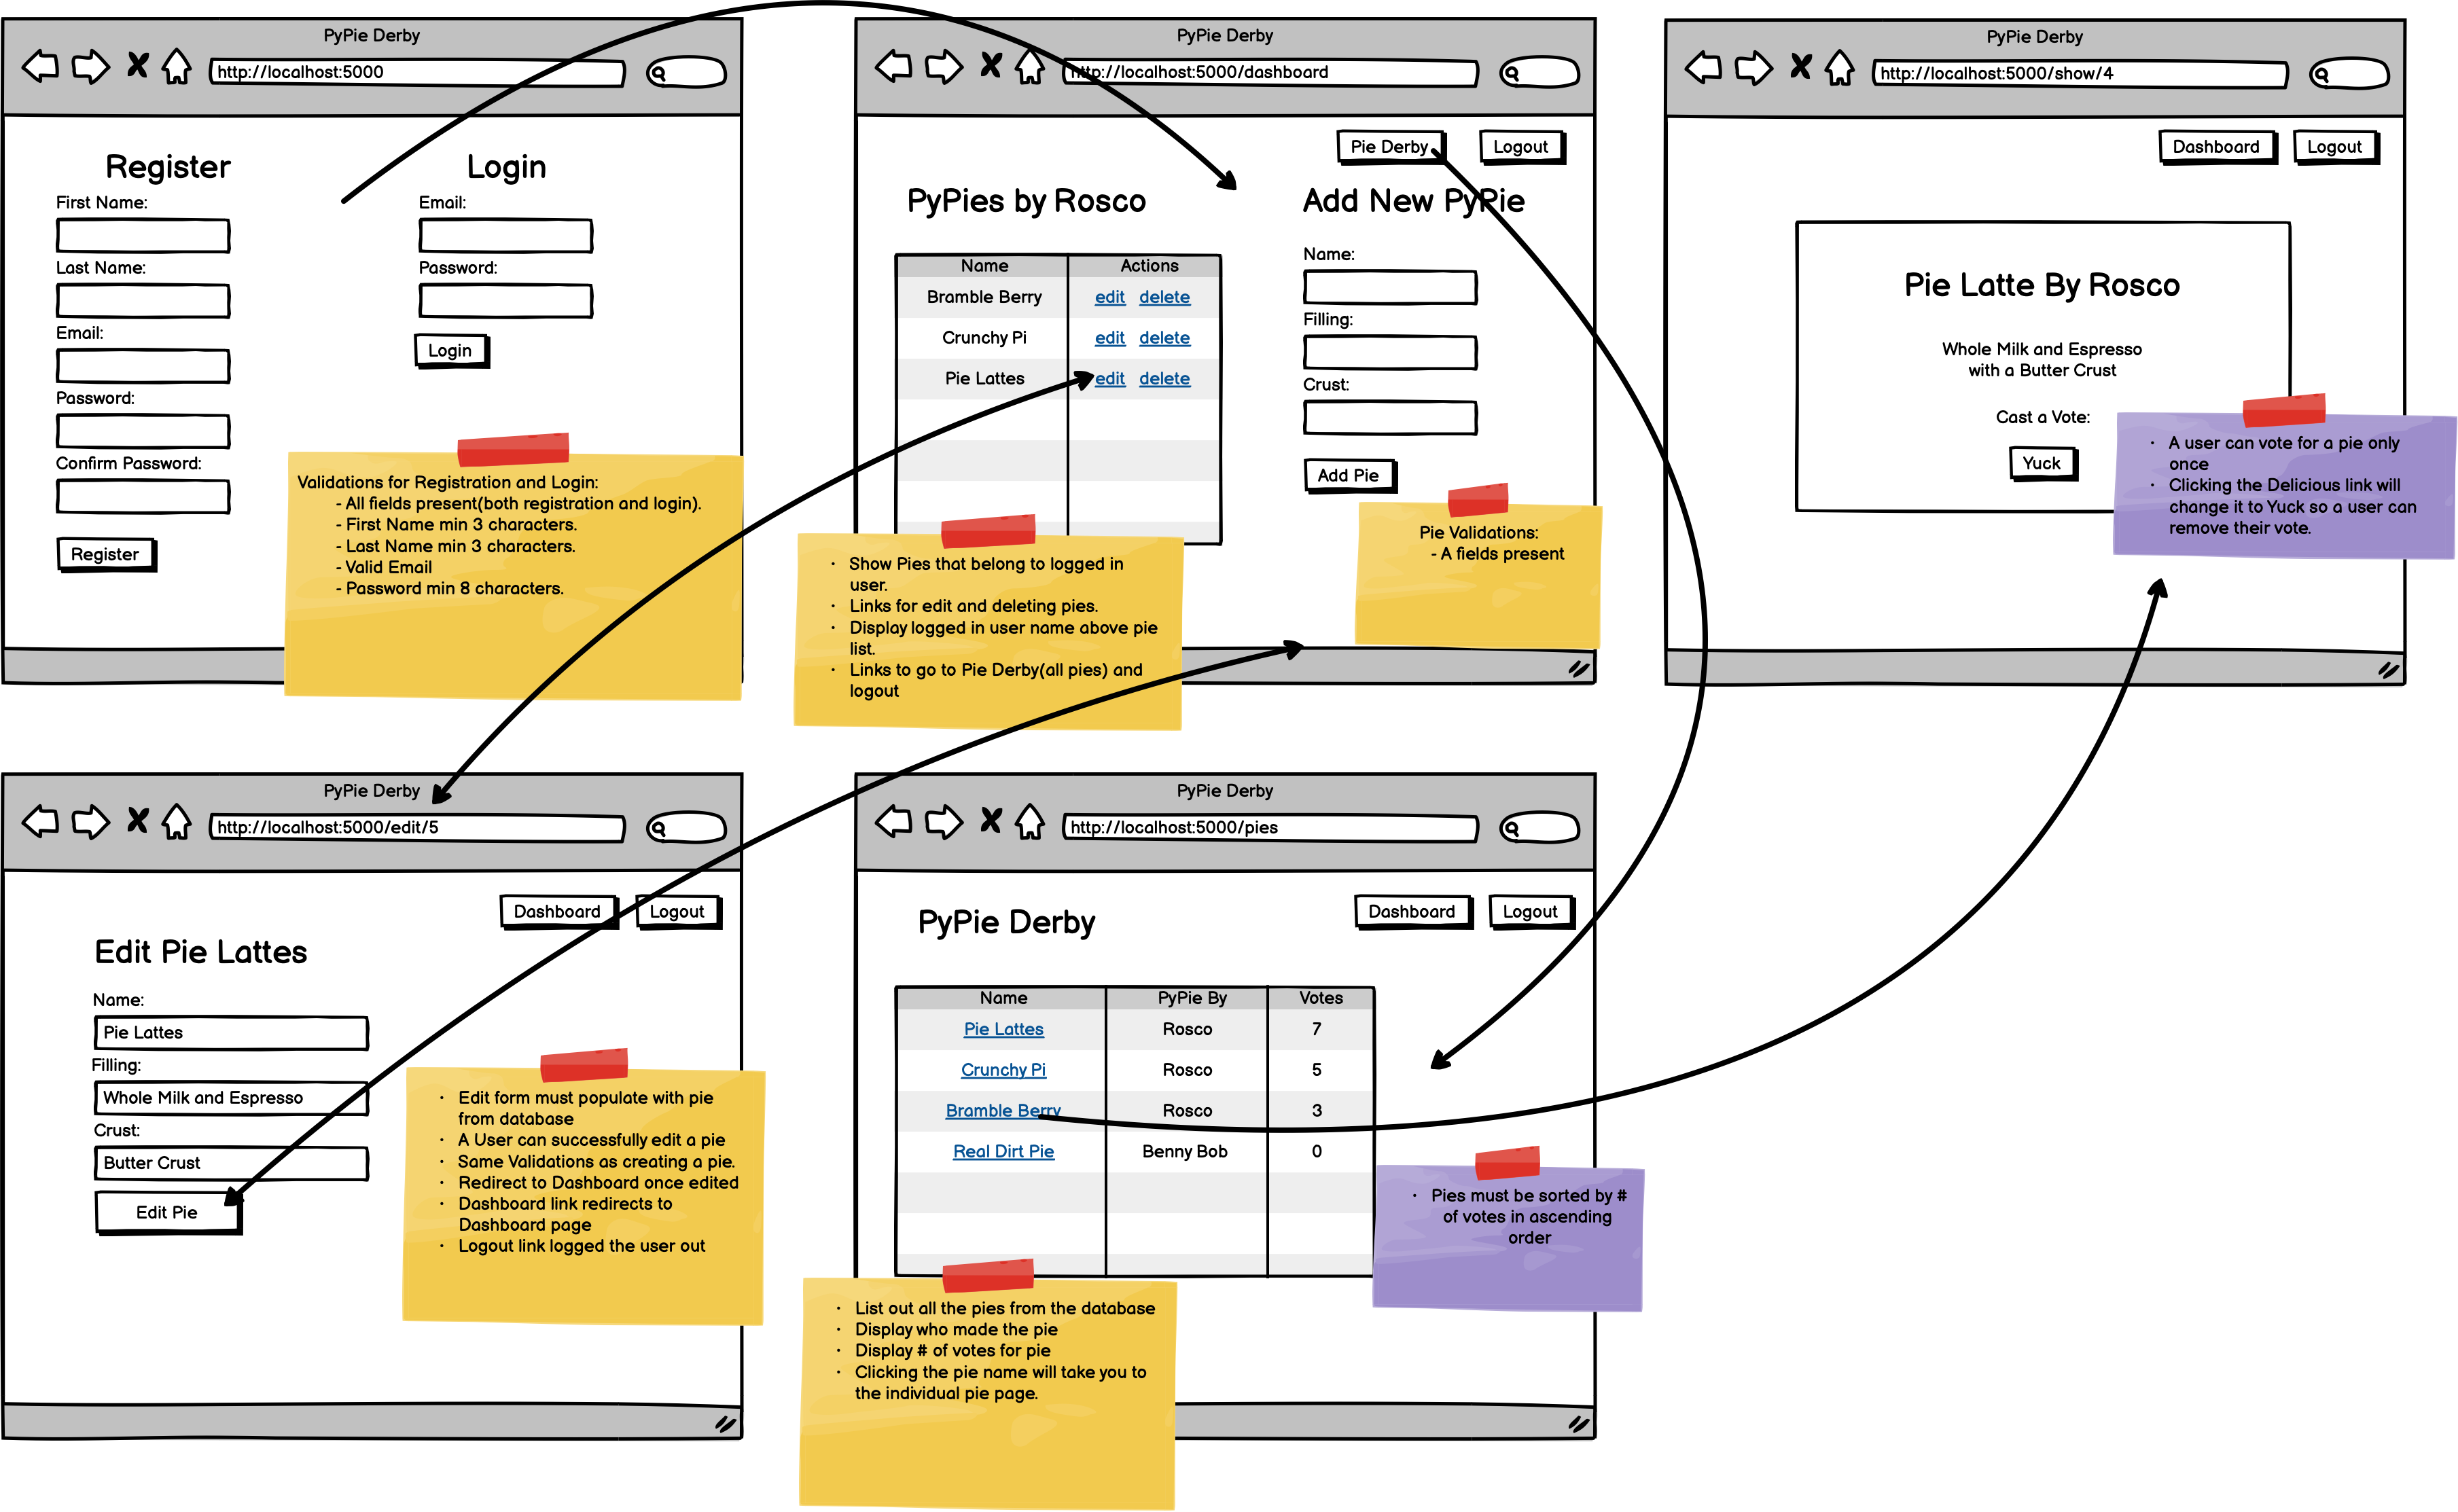 PyPie Derby
http://localhost:5000
Register
First Name:
Last Name:
Email:
Password:
Confirm Password:
Register
Login
Email:
Password:
Login
Validations for Registration and Login:
- All fields present(both registration and login).
- First Name min 3 characters.
- Last Name min 3 characters.
- Valid Email
- Password min 8 characters.
PyPie Derby
http://localhost:5000/dashboard
Pie Derby Logout
PyPies by Rosco
Name Actions
Bramble Berry edit delete
Crunchy Pi edit delete
Pie Lattes edit delete
• Show Pies that belong to logged in
user.
• Links for edit and deleting pies.
• Display logged in user name above pie
list.
• Links to go to Pie Derby(all pies) and
logout
Add New PyPie
Name:
Filling:
Crust:
Add Pie
Pie Validations:
- A fields present
PyPie Derby
http://localhost:5000/show/4
Dashboard Logout
Pie Latte By Rosco
Whole Milk and Espresso
with a Butter Crust
Cast a Vote:
Yuck
• A user can vote for a pie only
once
• Clicking the Delicious link will
change it to Yuck so a user can
remove their vote.
PyPie Derby
http://localhost:5000/edit/5
Dashboard Logout
Edit Pie Lattes
Name:
Pie Lattes
Filling:
Whole Milk and Espresso
Crust:
Butter Crust
Edit Pie
• Edit form must populate with pie
from database
• A User can successfully edit a pie
• Same Validations as creating a pie.
• Redirect to Dashboard once edited
• Dashboard link redirects to
Dashboard page
• Logout link logged the user out
PyPie Derby
http://localhost:5000/pies
Dashboard Logout
PyPie Derby
Name PyPie By Votes
Pie Lattes Rosco 7
Crunchy Pi Rosco 5
Bramble Berry Rosco 3
Real Dirt Pie Benny Bob 0
• Pies must be sorted by #
of votes in ascending
order
• List out all the pies from the database
• Display who made the pie
• Display # of votes for pie
• Clicking the pie name will take you to
the individual pie page.